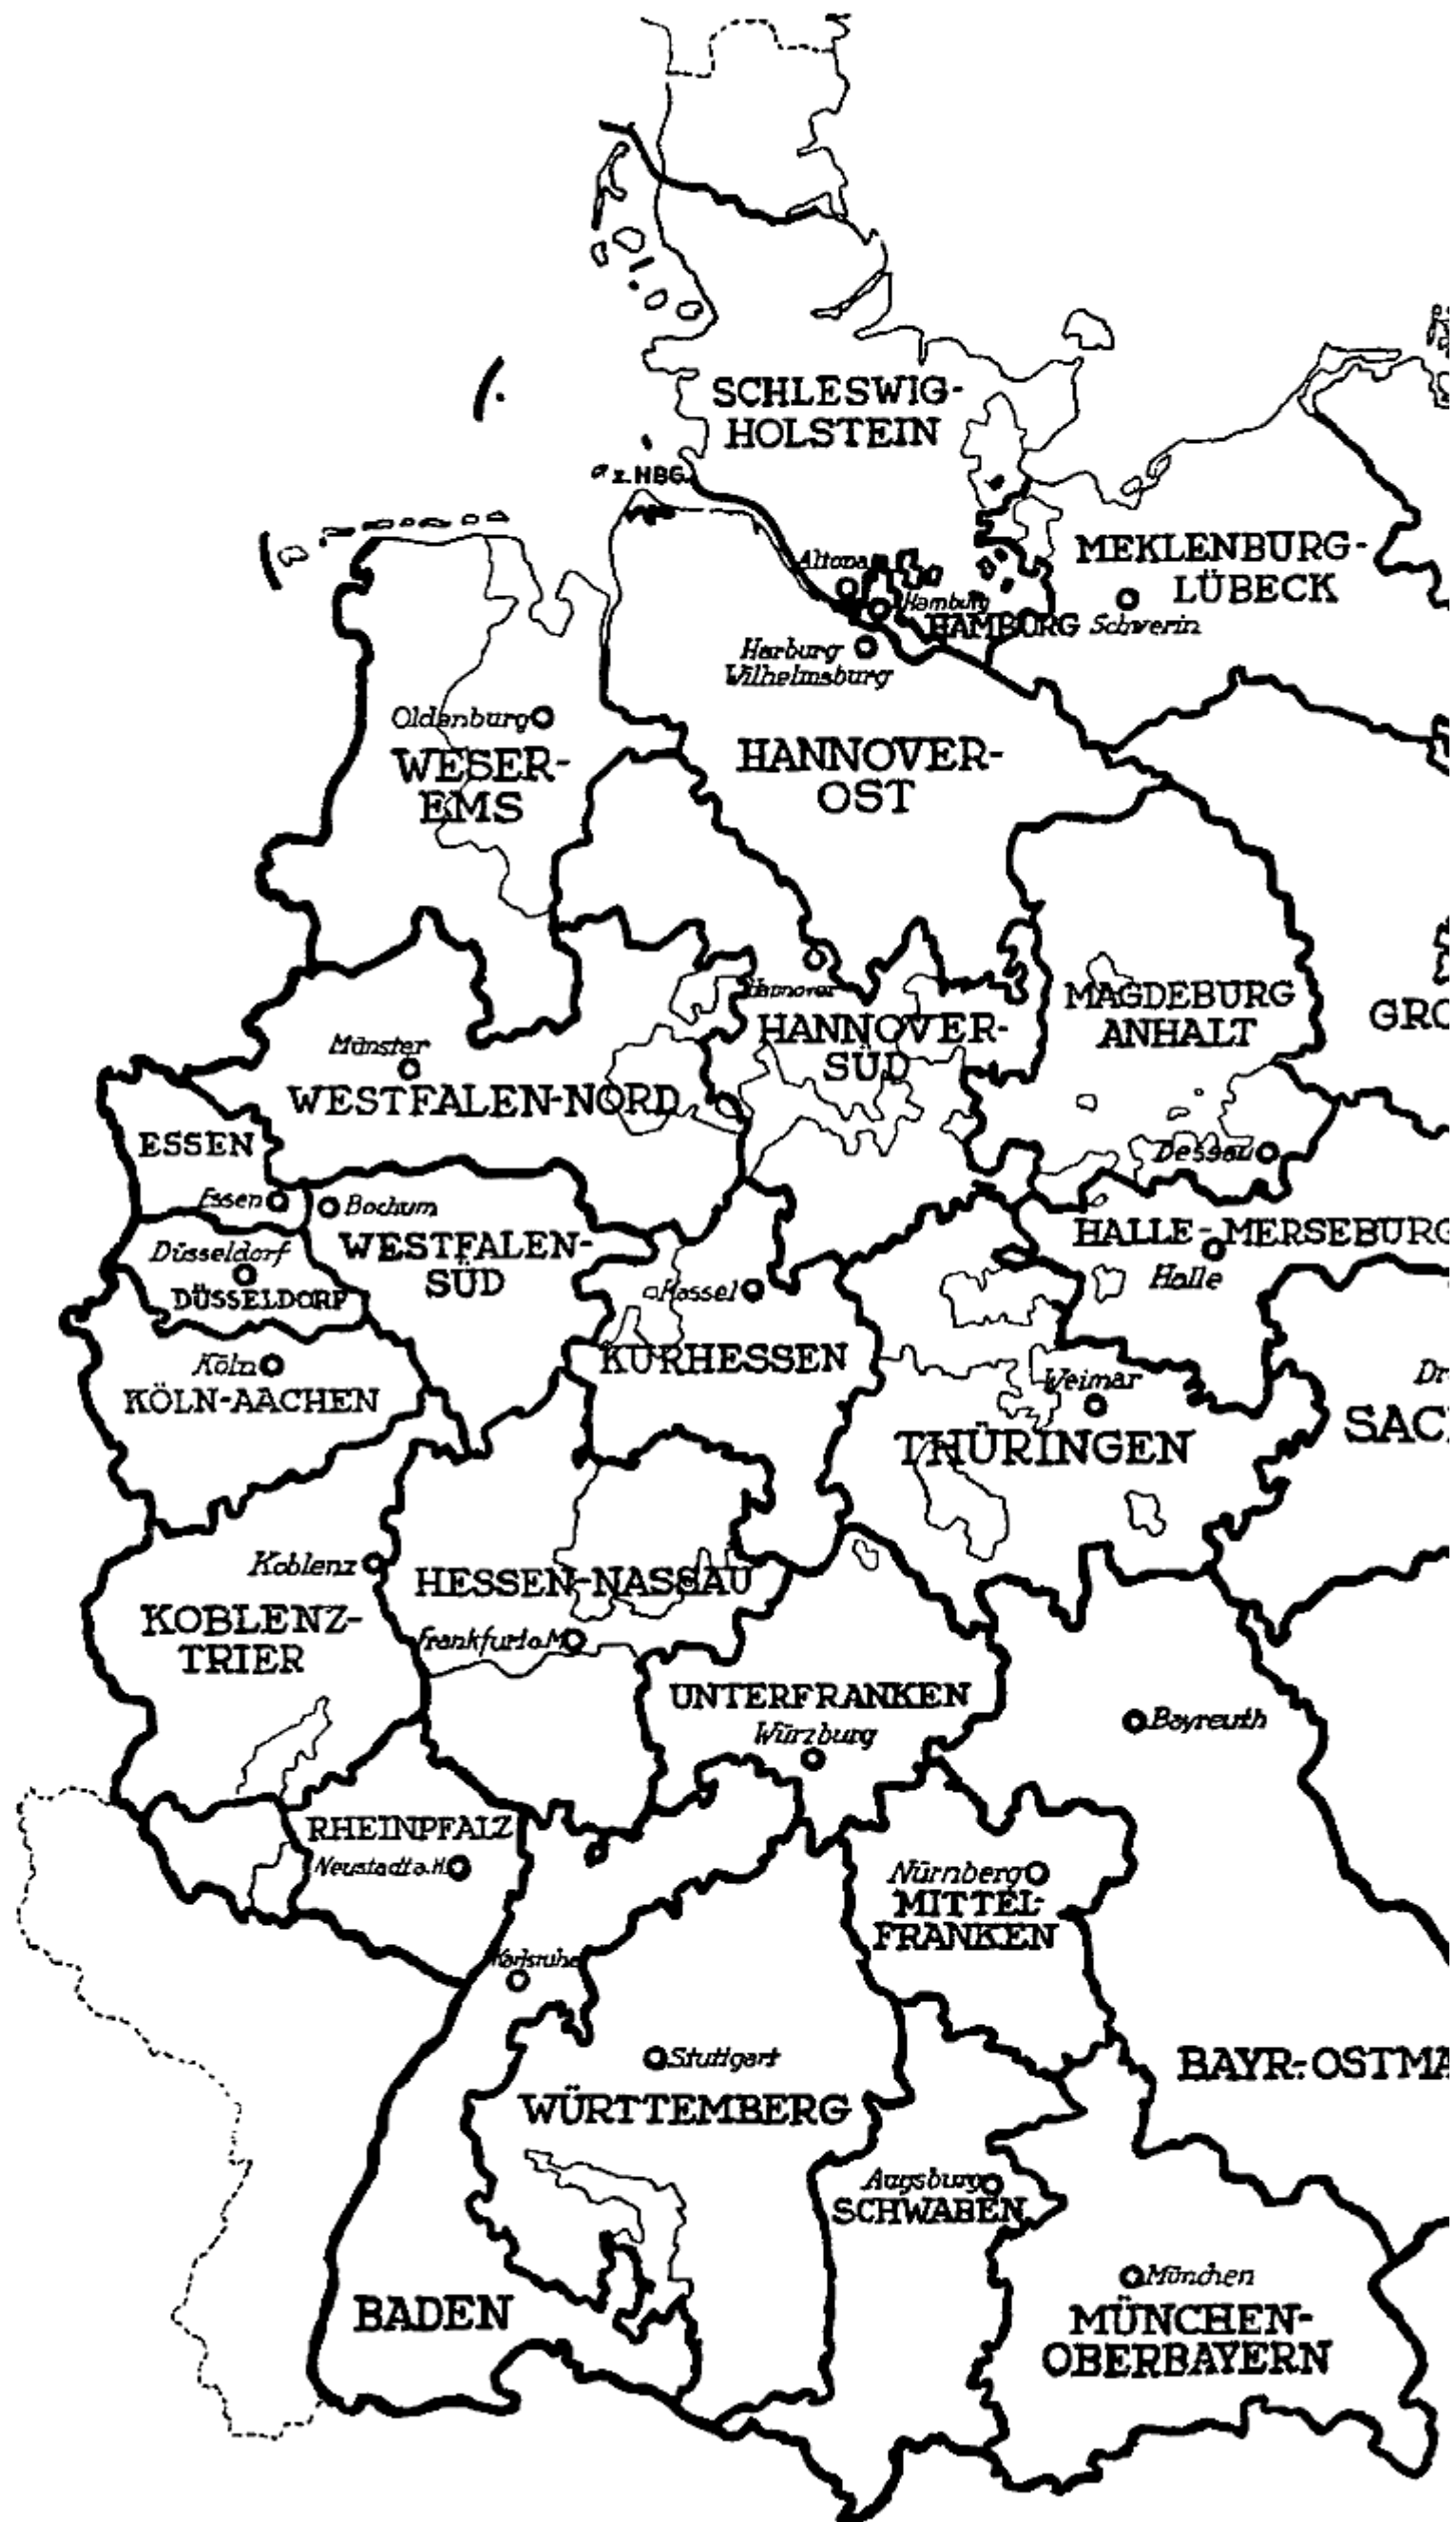 SCHLESWIG-
HOLSTEIN
z. HBG.
MEKLENBURG-
LÜBECK
Altona
Hamburg
HAMBURG
Schwerin
Harburg
Wilhelmsburg
Oldenburg
WESER-
EMS
HANNOVER-
OST
Hannover
HANNOVER-
SÜD
MAGDEBURG
ANHALT
GRO
Münster
WESTFALEN-NORD
ESSEN
Dessau
Essen
Bochum
HALLE-MERSEBURG
Halle
Düsseldorf
DÜSSELDORF
WESTFALEN-
SÜD
Kassel
KURHESSEN
Köln
KÖLN-AACHEN
Weimar
THÜRINGEN
Dr
SAC
Koblenz
KOBLENZ-
TRIER
HESSEN-NASSAU
Frankfurt a.M
UNTERFRANKEN
Würzburg
Bayreuth
RHEINPFALZ
Neustadt a.H.
Nürnberg
MITTEL-
FRANKEN
Karlsruhe
Stuttgart
WÜRTTEMBERG
BAYR.-OSTMA
Augsburg
SCHWABEN
BADEN
München
MÜNCHEN-
OBERBAYERN